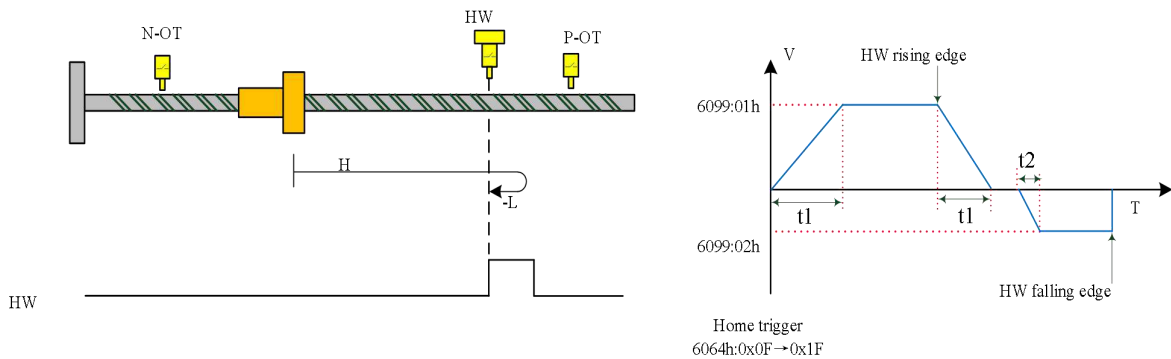 N-OT
HW
P-OT
H
-L
HW
V
HW rising edge
6099:01h
t1
t1
t2
T
6099:02h
HW falling edge
Home trigger
6064h:0x0F→0x1F